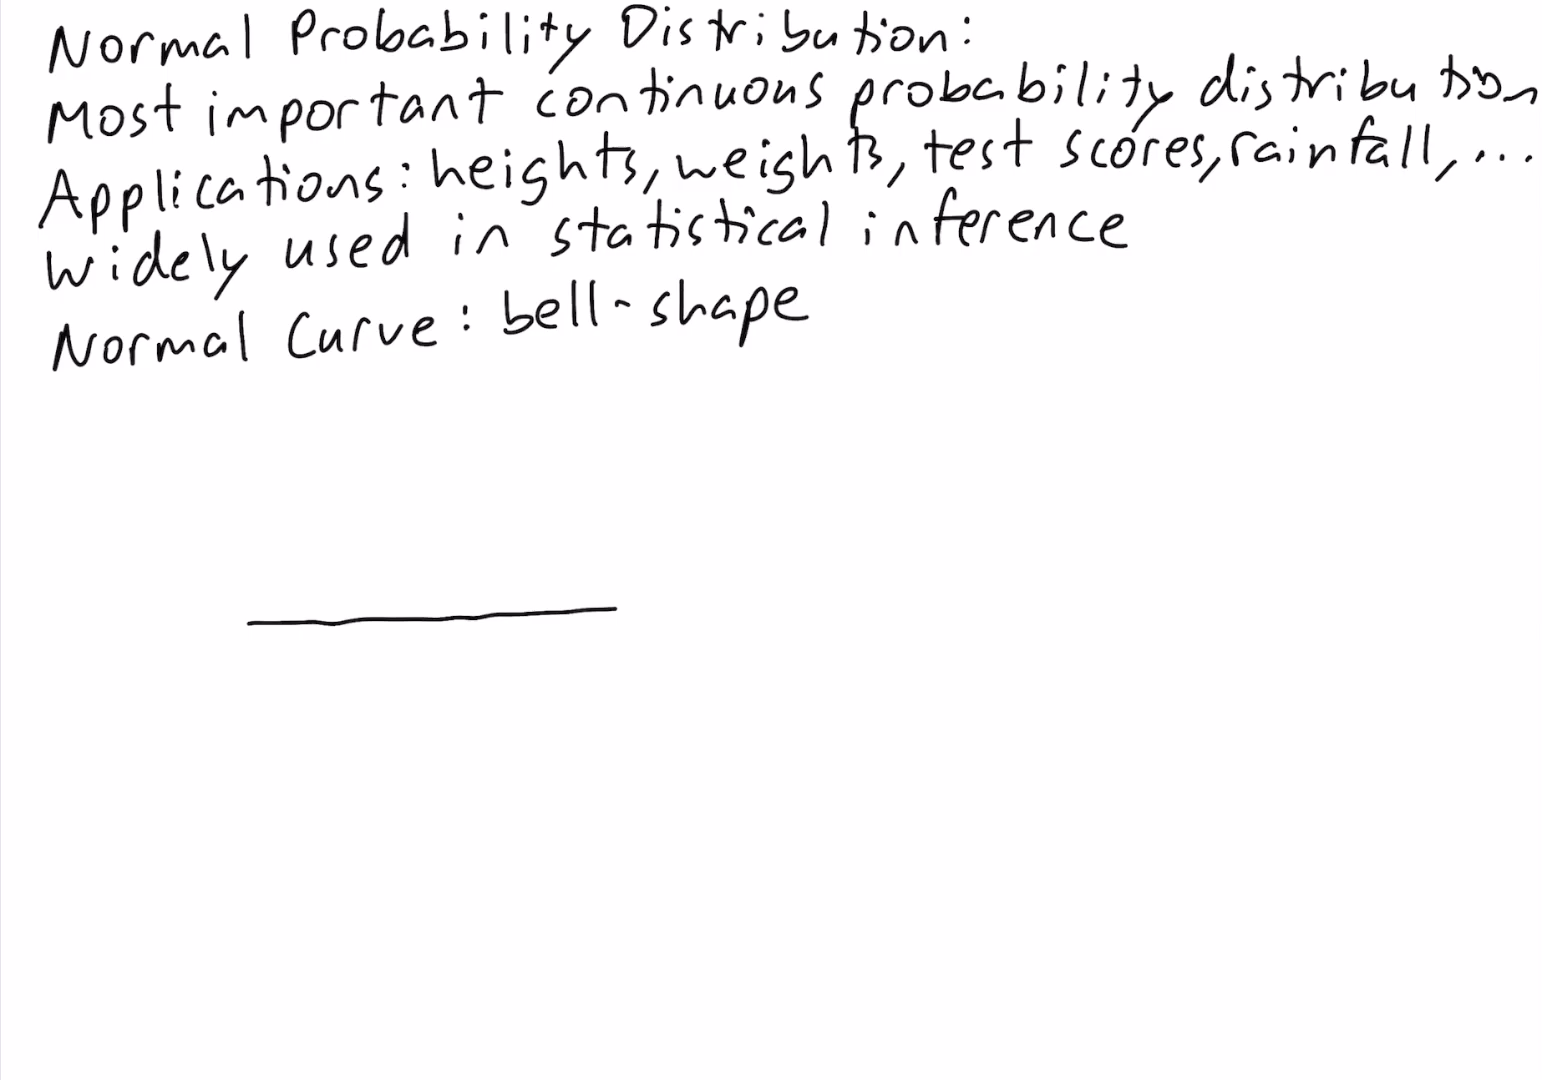 Normal Probability Distribution:
Most important continuous probability distribution
Applications: heights, weights, test scores, rainfall, ...
Widely used in statistical inference
Normal Curve: bell-shape